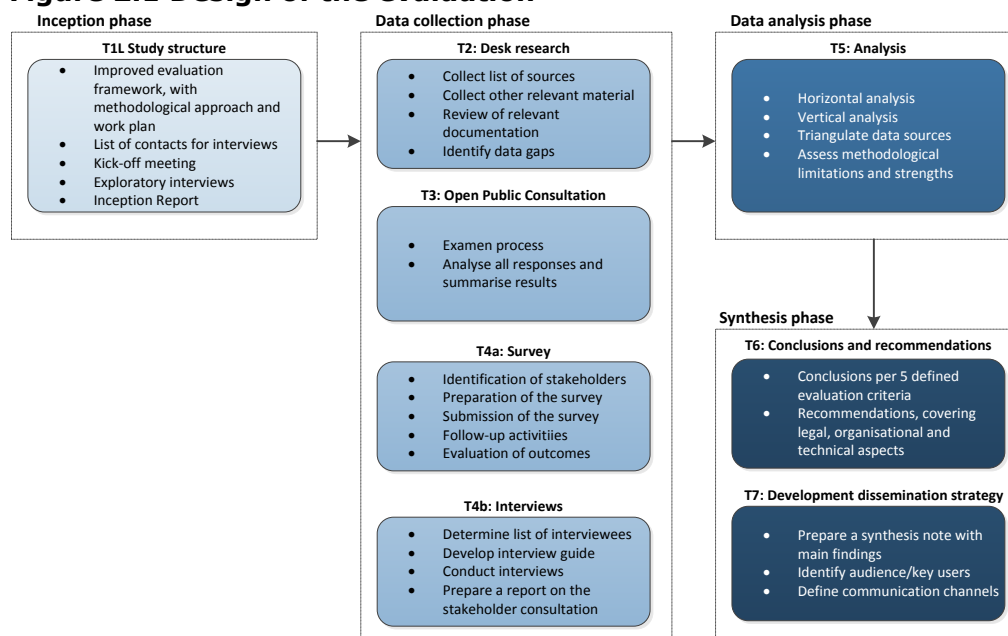 Figure 2.1 Design of the evaluation
Inception phase
T1L Study structure
• Improved evaluation
framework, with
methodological approach and
work plan
• List of contacts for interviews
• Kick-off meeting
• Exploratory interviews
• Inception Report
Data collection phase
T2: Desk research
• Collect list of sources
• Collect other relevant material
• Review of relevant
documentation
• Identify data gaps
T3: Open Public Consultation
• Examen process
• Analyse all responses and
summarise results
T4a: Survey
• Identification of stakeholders
• Preparation of the survey
• Submission of the survey
• Follow-up activitiies
• Evaluation of outcomes
T4b: Interviews
• Determine list of interviewees
• Develop interview guide
• Conduct interviews
• Prepare a report on the
stakeholder consultation
Data analysis phase
T5: Analysis
• Horizontal analysis
• Vertical analysis
• Triangulate data sources
• Assess methodological
limitations and strengths
Synthesis phase
T6: Conclusions and recommendations
• Conclusions per 5 defined
evaluation criteria
• Recommendations, covering
legal, organisational and
technical aspects
T7: Development dissemination strategy
• Prepare a synthesis note with
main findings
• Identify audience/key users
• Define communication channels